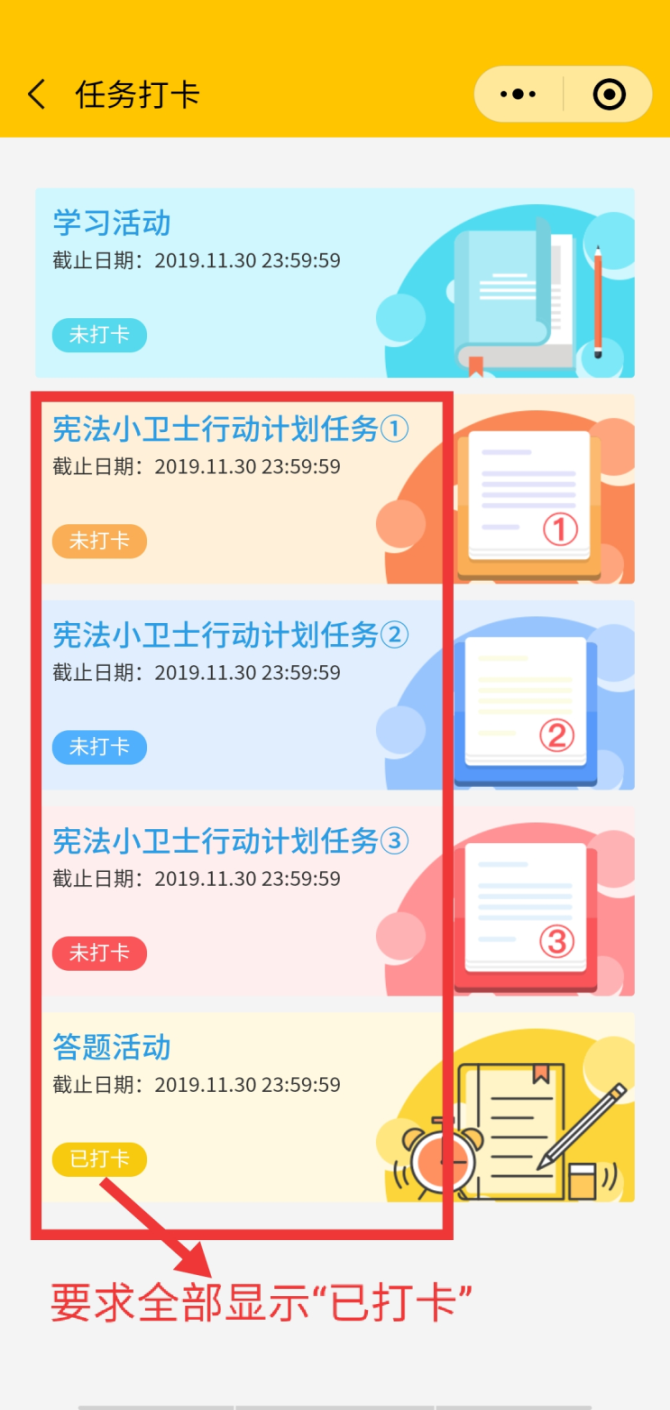 任务打卡
学习活动
截止日期：2019.11.30 23:59:59
未打卡
宪法小卫士行动计划任务①
截止日期：2019.11.30 23:59:59
未打卡
①
宪法小卫士行动计划任务②
截止日期：2019.11.30 23:59:59
未打卡
②
宪法小卫士行动计划任务③
截止日期：2019.11.30 23:59:59
未打卡
③
答题活动
截止日期：2019.11.30 23:59:59
已打卡
要求全部显示“已打卡”